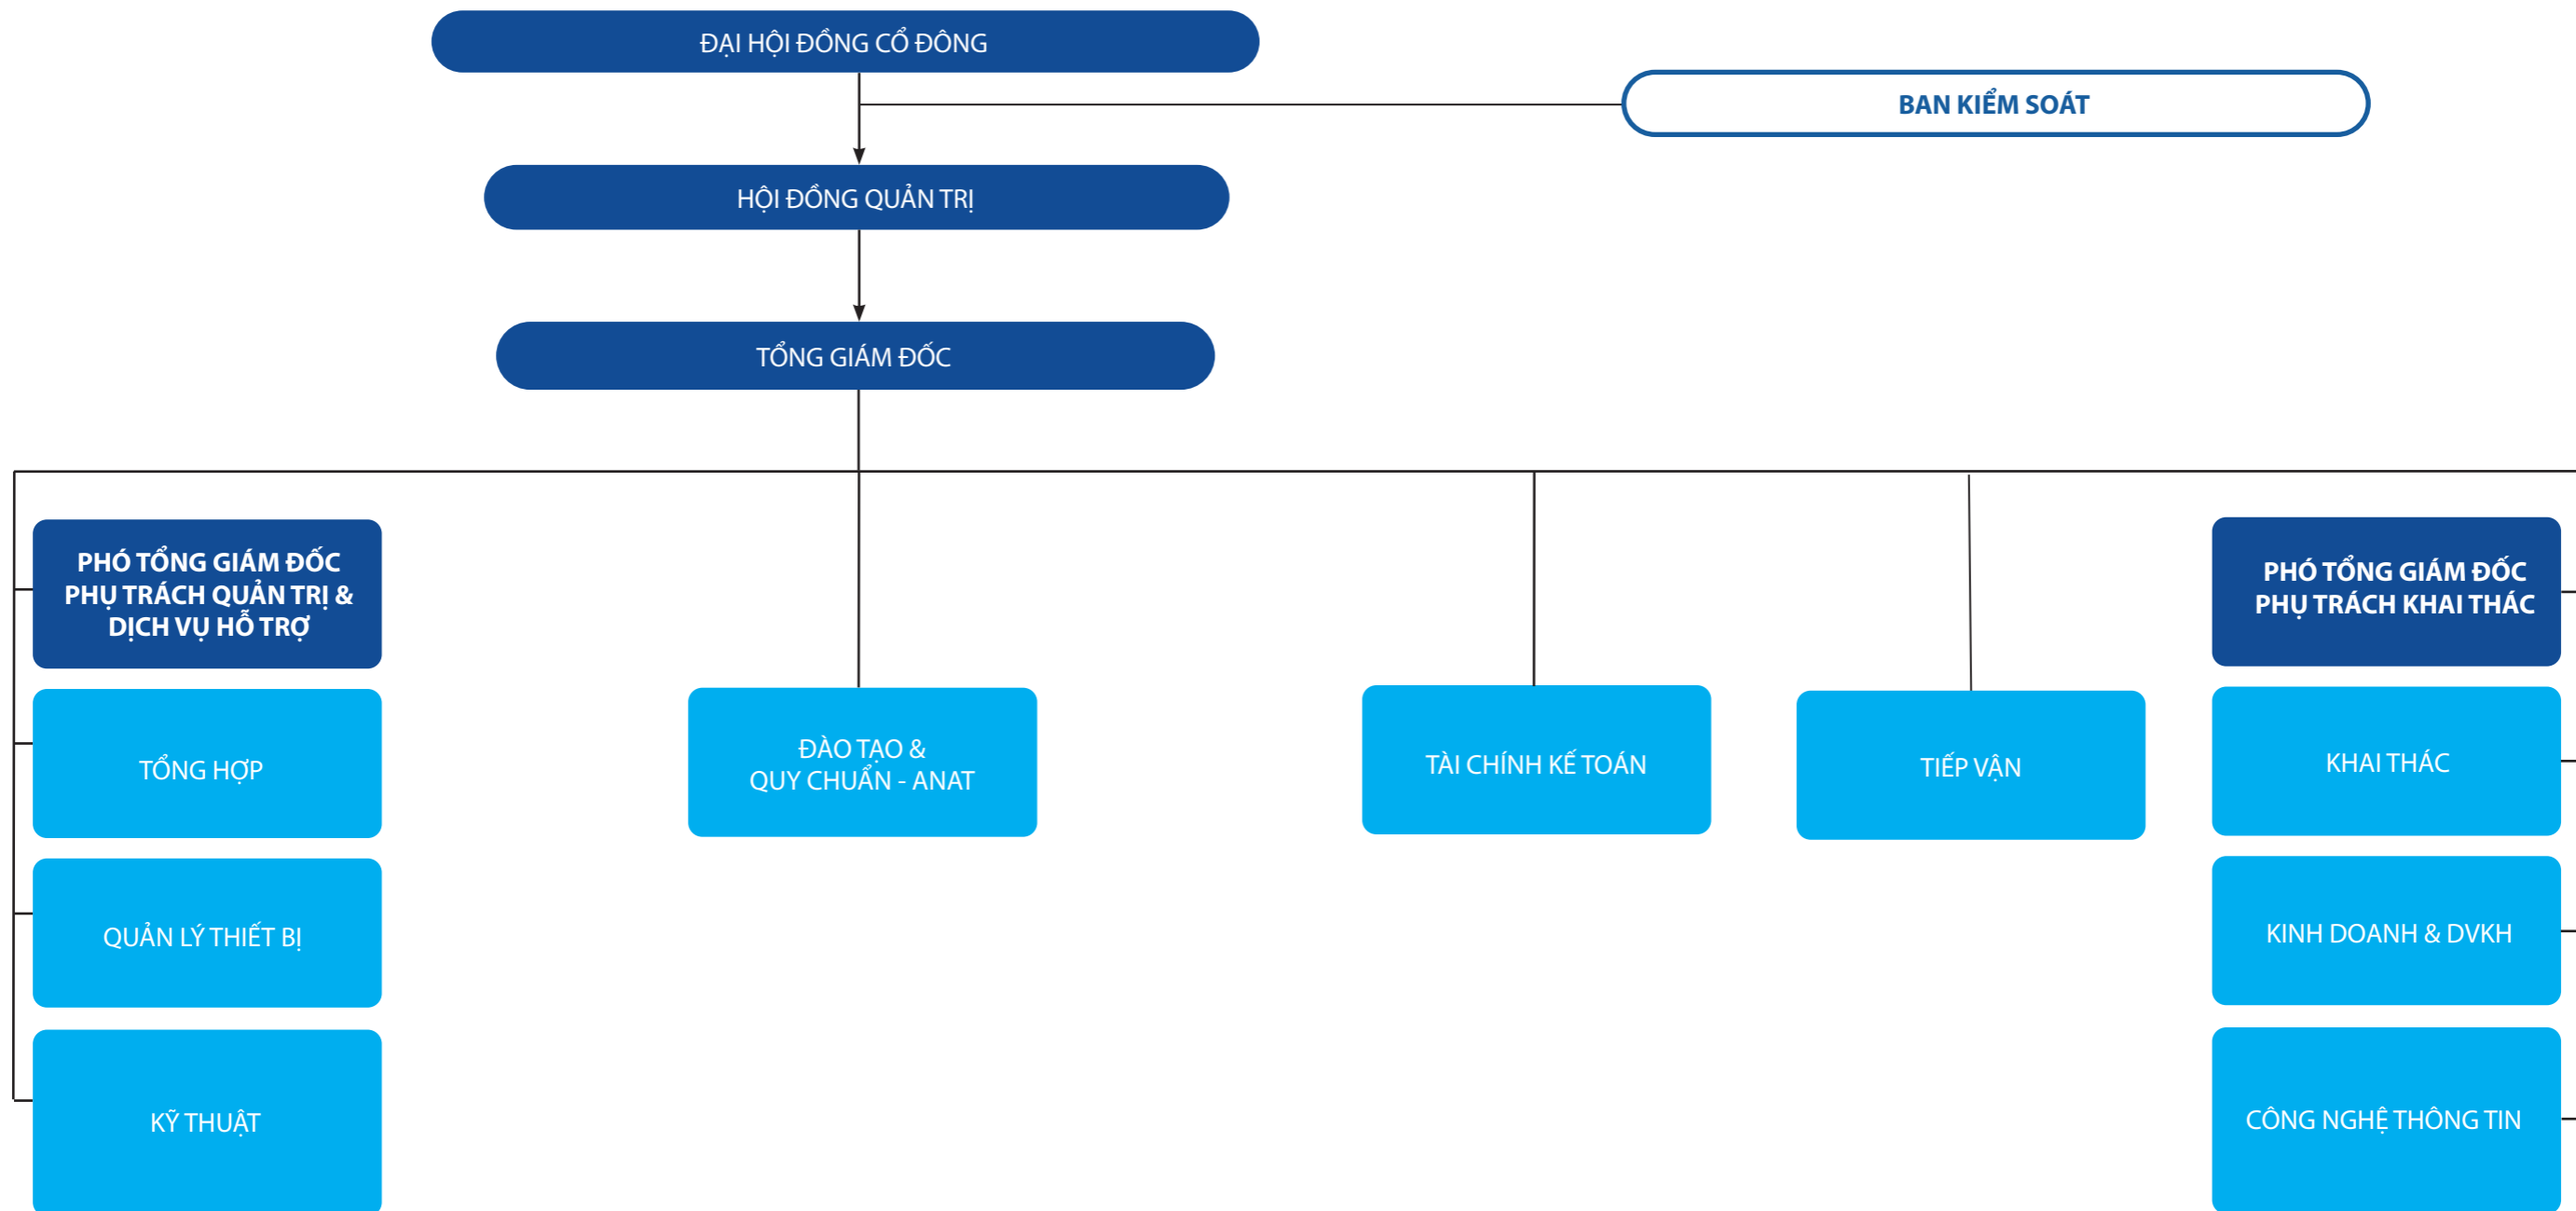 ĐẠI HỘI ĐỒNG CỔ ĐÔNG
BAN KIỂM SOÁT
HỘI ĐỒNG QUẢN TRỊ
TỔNG GIÁM ĐỐC
PHÓ TỔNG GIÁM ĐỐC
PHỤ TRÁCH QUẢN TRỊ &
DỊCH VỤ HỖ TRỢ
TỔNG HỢP
QUẢN LÝ THIẾT BỊ
KỸ THUẬT
ĐÀO TẠO &
QUY CHUẨN - ANAT
TÀI CHÍNH KẾ TOÁN
TIẾP VẬN
PHÓ TỔNG GIÁM ĐỐC
PHỤ TRÁCH KHAI THÁC
KHAI THÁC
KINH DOANH & DVKH
CÔNG NGHỆ THÔNG TIN